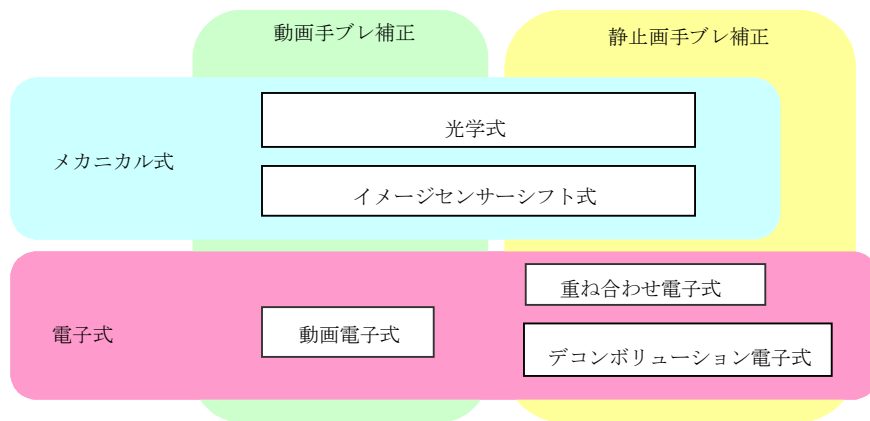 動画手ブレ補正
静止画手ブレ補正
メカニカル式
光学式
イメージセンサーシフト式
電子式
動画電子式
重ね合わせ電子式
デコンボリューション電子式